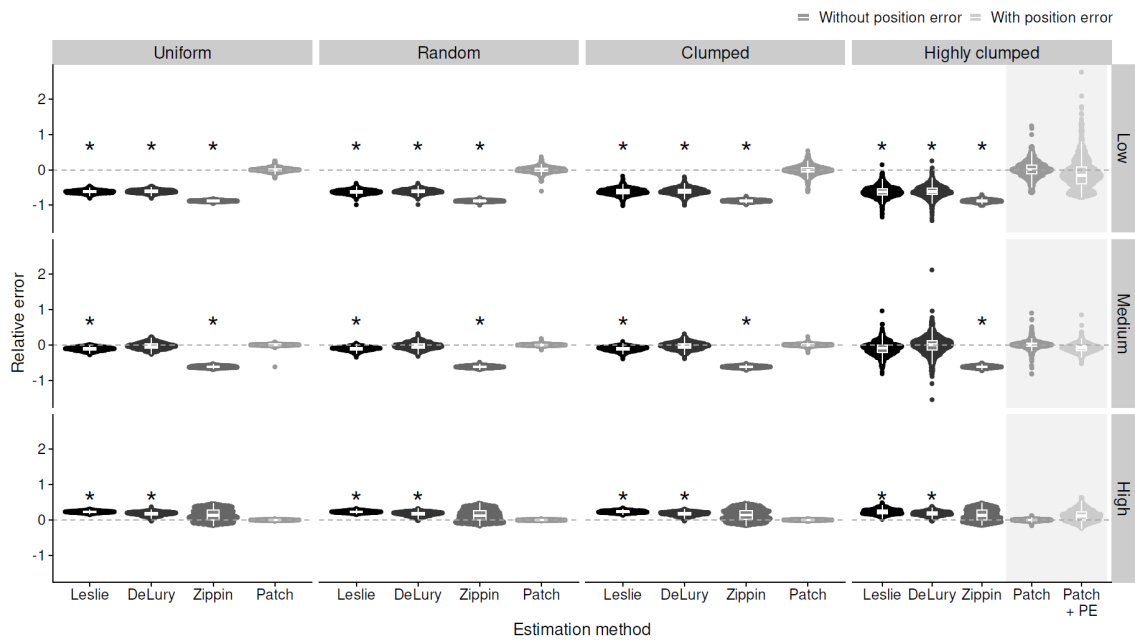 Without position error With position error
Uniform Random Clumped Highly clumped
2
1
0
-1
Low
* * * * * * * * * * * *
2
1
0
-1
Medium
* * * * * * *
2
1
0
-1
High
* * * * * * * *
Relative error
Leslie DeLury Zippin Patch Leslie DeLury Zippin Patch Leslie DeLury Zippin Patch Leslie DeLury Zippin Patch Patch
+ PE
Estimation method